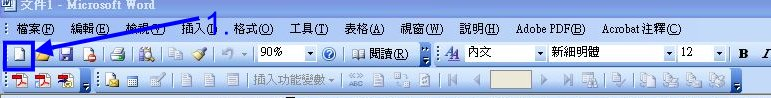 文件1 - Microsoft Word
檔案(F) 編輯(E) 檢視(V) 插入(I) 格式(O) 工具(T) 表格(A) 視窗(W) 說明(H) Adobe PDF(B) Acrobat 註釋(C)
1.
90% 閱讀(R) 內文 新細明體 12 B I
插入功能變數 ABC